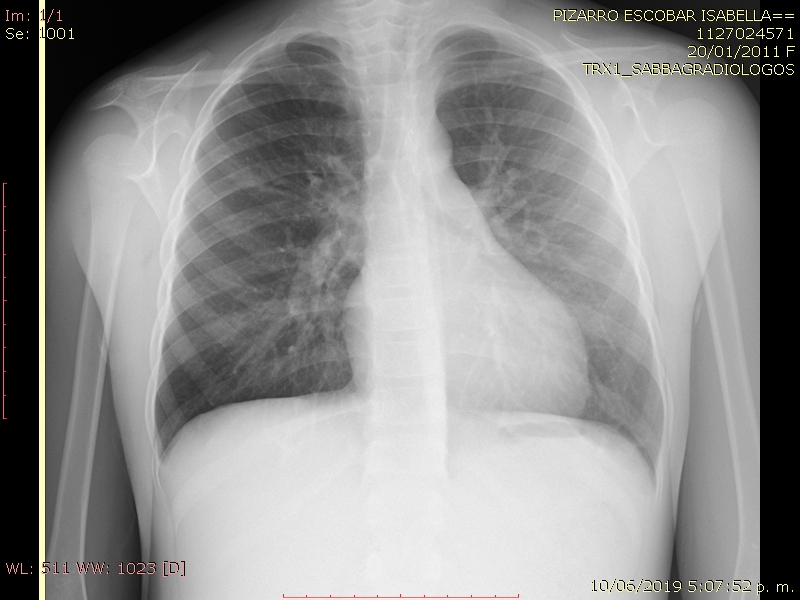 Im: 1/1
Se: 1001
PIZARRO ESCOBAR ISABELLA==
1127024571
20/01/2011 F
TRX1_SABBAGRADIOLOGOS
WL: 511 WW: 1023 [D]
10/06/2019 5:07:52 p. m.